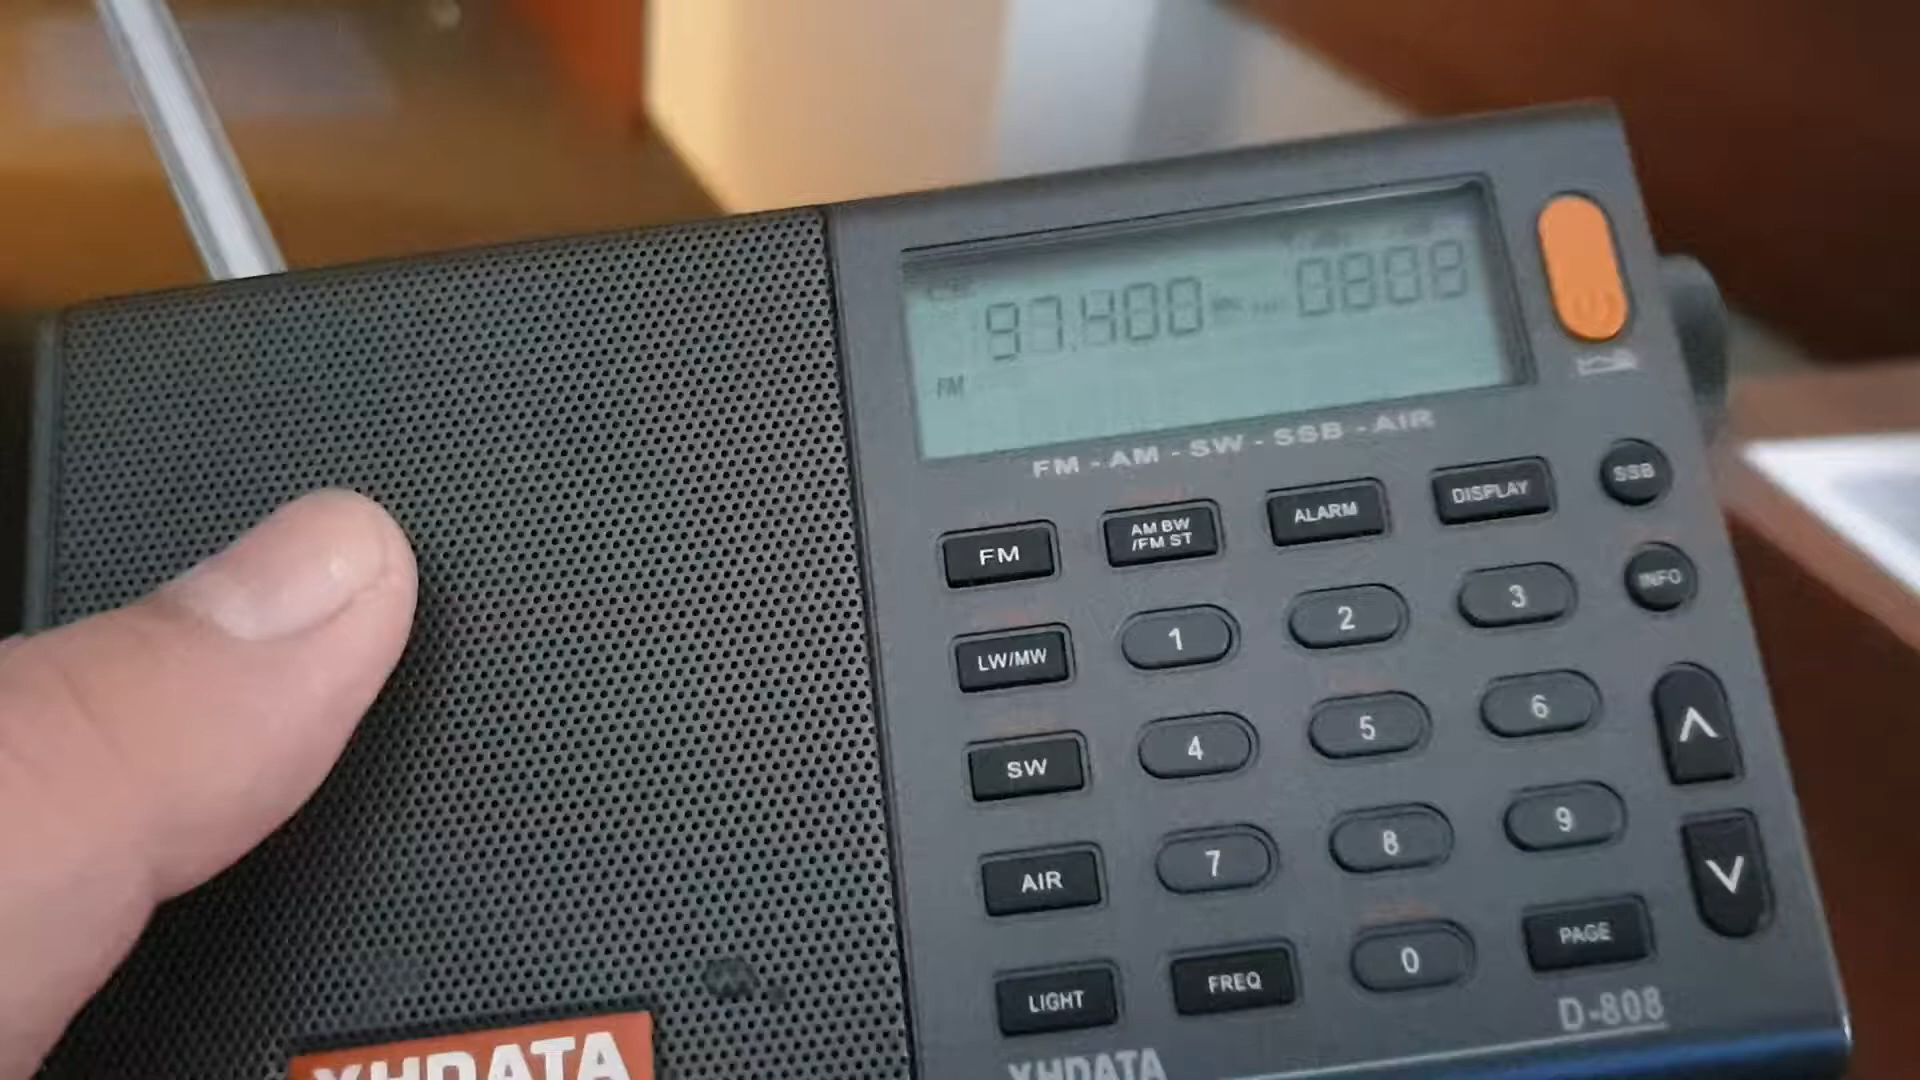 97.400 0808
FM
FM - AM - SW - SSB - AIR
FM
AM BW
/FM ST
ALARM
DISPLAY
SSB
LW/MW
1
2
3
INFO
SW
4
5
6
AIR
7
8
9
LIGHT
FREQ
0
PAGE
D-808
XHDATA
XHDATA